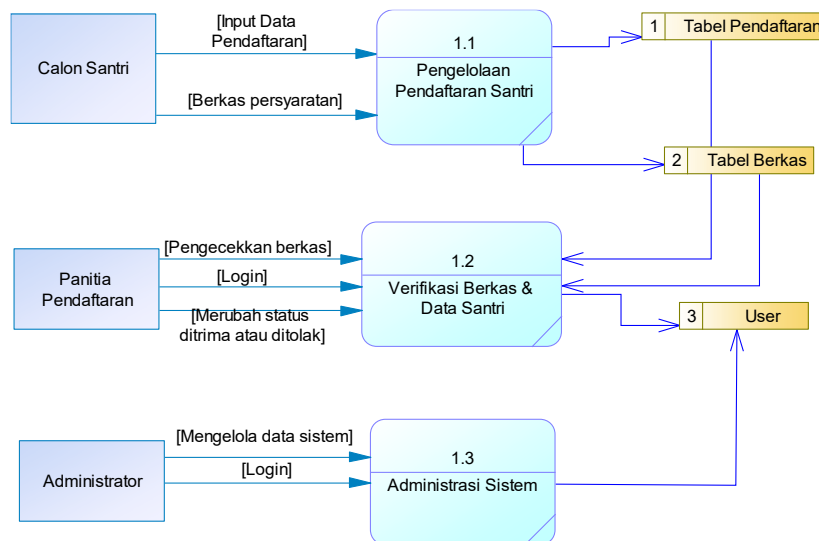 Calon Santri
[Input Data
Pendaftaran]
[Berkas persyaratan]
1.1
Pengelolaan
Pendaftaran Santri
1 Tabel Pendaftaran
2 Tabel Berkas
Panitia
Pendaftaran
[Pengecekkan berkas]
[Login]
[Merubah status
ditrima atau ditolak]
1.2
Verifikasi Berkas &
Data Santri
3 User
Administrator
[Mengelola data sistem]
[Login]
1.3
Administrasi Sistem